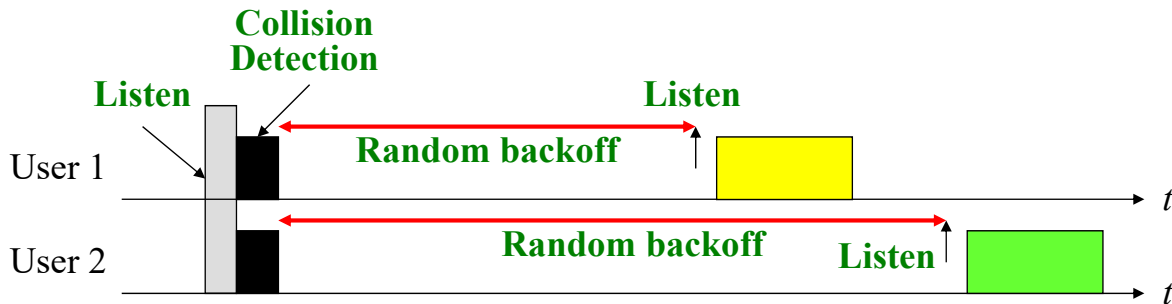 Collision
Detection
Listen
Listen
Random backoff
User 1
t
Random backoff
Listen
User 2
t